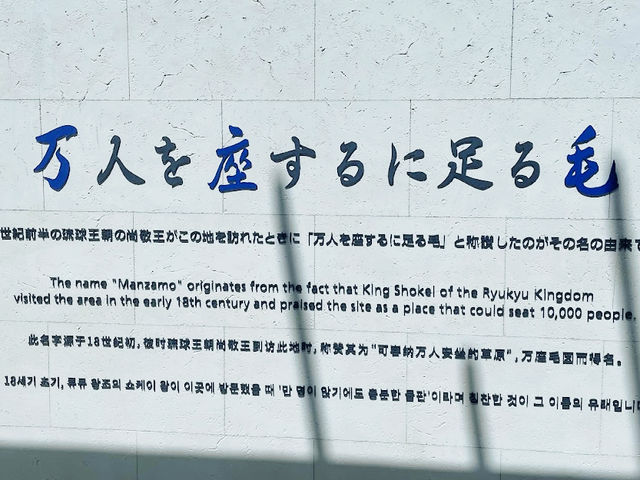 万人を座するに足る毛
世紀前半の琉球王朝の尚敬王がこの地を訪れたときに「万人を座するに足る毛」と称讃したのがその名の由来で
The name "Manzamo" originates from the fact that King Shokei of the Ryukyu Kingdom
visited the area in the early 18th century and praised the site as a place that could seat 10,000 people.
此名字源于18世纪初，彼时琉球王朝尚敬王到访此地时，称赞其为“可容纳万人安坐的草原”，万座毛因而得名。
18세기 초기, 류큐 왕조의 쇼케이 왕이 이곳에 방문했을 때 '만 명이 앉기에도 충분한 들판'이라며 칭찬한 것이 그 이름의 유래입니